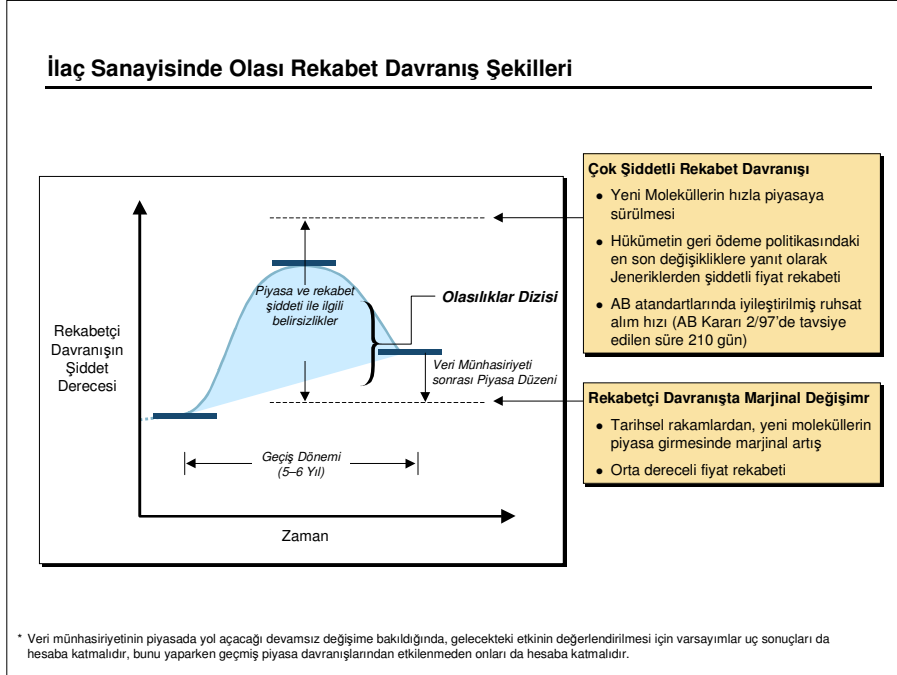 İlaç Sanayisinde Olası Rekabet Davranış Şekilleri
Çok Şiddetli Rekabet Davranışı
● Yeni Moleküllerin hızla piyasaya
sürülmesi
● Hükümetin geri ödeme politikasındaki
en son değişikliklere yanıt olarak
Jeneriklerden şiddetli fiyat rekabeti
● AB atandartlarında iyileştirilmiş ruhsat
alım hızı (AB Kararı 2/97'de tavsiye
edilen süre 210 gün)
Piyasa ve rekabet
şiddeti ile ilgili
belirsizlikler
Olasılıklar Dizisi
Rekabetçi
Davranışın
Şiddet
Derecesi
Veri Münhasiriyeti
sonrası Piyasa Düzeni
Rekabetçi Davranışta Marjinal Değişimr
● Tarihsel rakamlardan, yeni moleküllerin
piyasa girmesinde marjinal artış
● Orta dereceli fiyat rekabeti
Geçiş Dönemi
(5–6 Yıl)
Zaman
* Veri münhasiriyetinin piyasada yol açacağı devamsız değişime bakıldığında, gelecekteki etkinin değerlendirilmesi için varsayımlar uç sonuçları da
hesaba katmalıdır, bunu yaparken geçmiş piyasa davranışlarından etkilenmeden onları da hesaba katmalıdır.